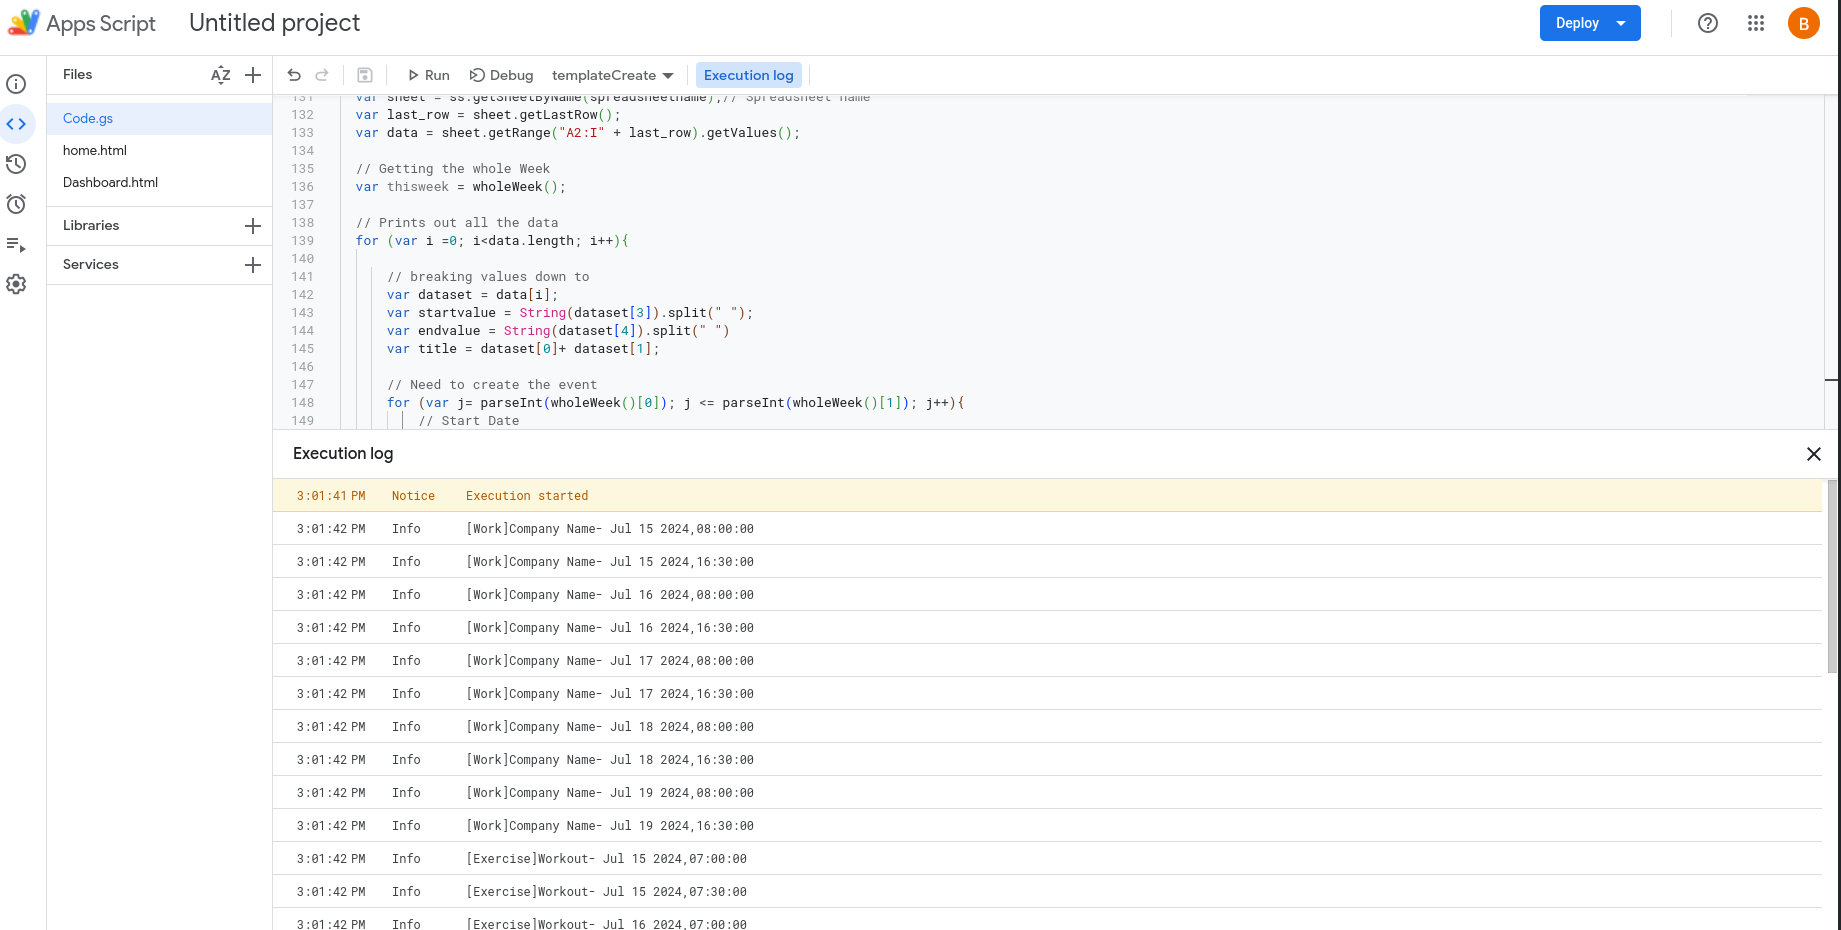 Apps Script Untitled project Deploy B
Files AZ Run Debug templateCreate Execution log
Code.gs
home.html
Dashboard.html
Libraries
Services
131 var sheet = ss.getSheetByName(spreadsheetname);// Spreadsheet name
132 var last_row = sheet.getLastRow();
133 var data = sheet.getRange("A2:I" + last_row).getValues();
134
135 // Getting the whole Week
136 var thisweek = wholeWeek();
137
138 // Prints out all the data
139 for (var i =0; i<data.length; i++){
140
141 // breaking values down to
142 var dataset = data[i];
143 var startvalue = String(dataset[3]).split(" ");
144 var endvalue = String(dataset[4]).split(" ")
145 var title = dataset[0]+ dataset[1];
146
147 // Need to create the event
148 for (var j= parseInt(wholeWeek()[0]); j <= parseInt(wholeWeek()[1]); j++){
149 // Start Date
Execution log
3:01:41 PM Notice Execution started
3:01:42 PM Info [Work]Company Name- Jul 15 2024,08:00:00
3:01:42 PM Info [Work]Company Name- Jul 15 2024,16:30:00
3:01:42 PM Info [Work]Company Name- Jul 16 2024,08:00:00
3:01:42 PM Info [Work]Company Name- Jul 16 2024,16:30:00
3:01:42 PM Info [Work]Company Name- Jul 17 2024,08:00:00
3:01:42 PM Info [Work]Company Name- Jul 17 2024,16:30:00
3:01:42 PM Info [Work]Company Name- Jul 18 2024,08:00:00
3:01:42 PM Info [Work]Company Name- Jul 18 2024,16:30:00
3:01:42 PM Info [Work]Company Name- Jul 19 2024,08:00:00
3:01:42 PM Info [Work]Company Name- Jul 19 2024,16:30:00
3:01:42 PM Info [Exercise]Workout- Jul 15 2024,07:00:00
3:01:42 PM Info [Exercise]Workout- Jul 15 2024,07:30:00
3:01:42 PM Info [Exercise]Workout- Jul 16 2024,07:00:00